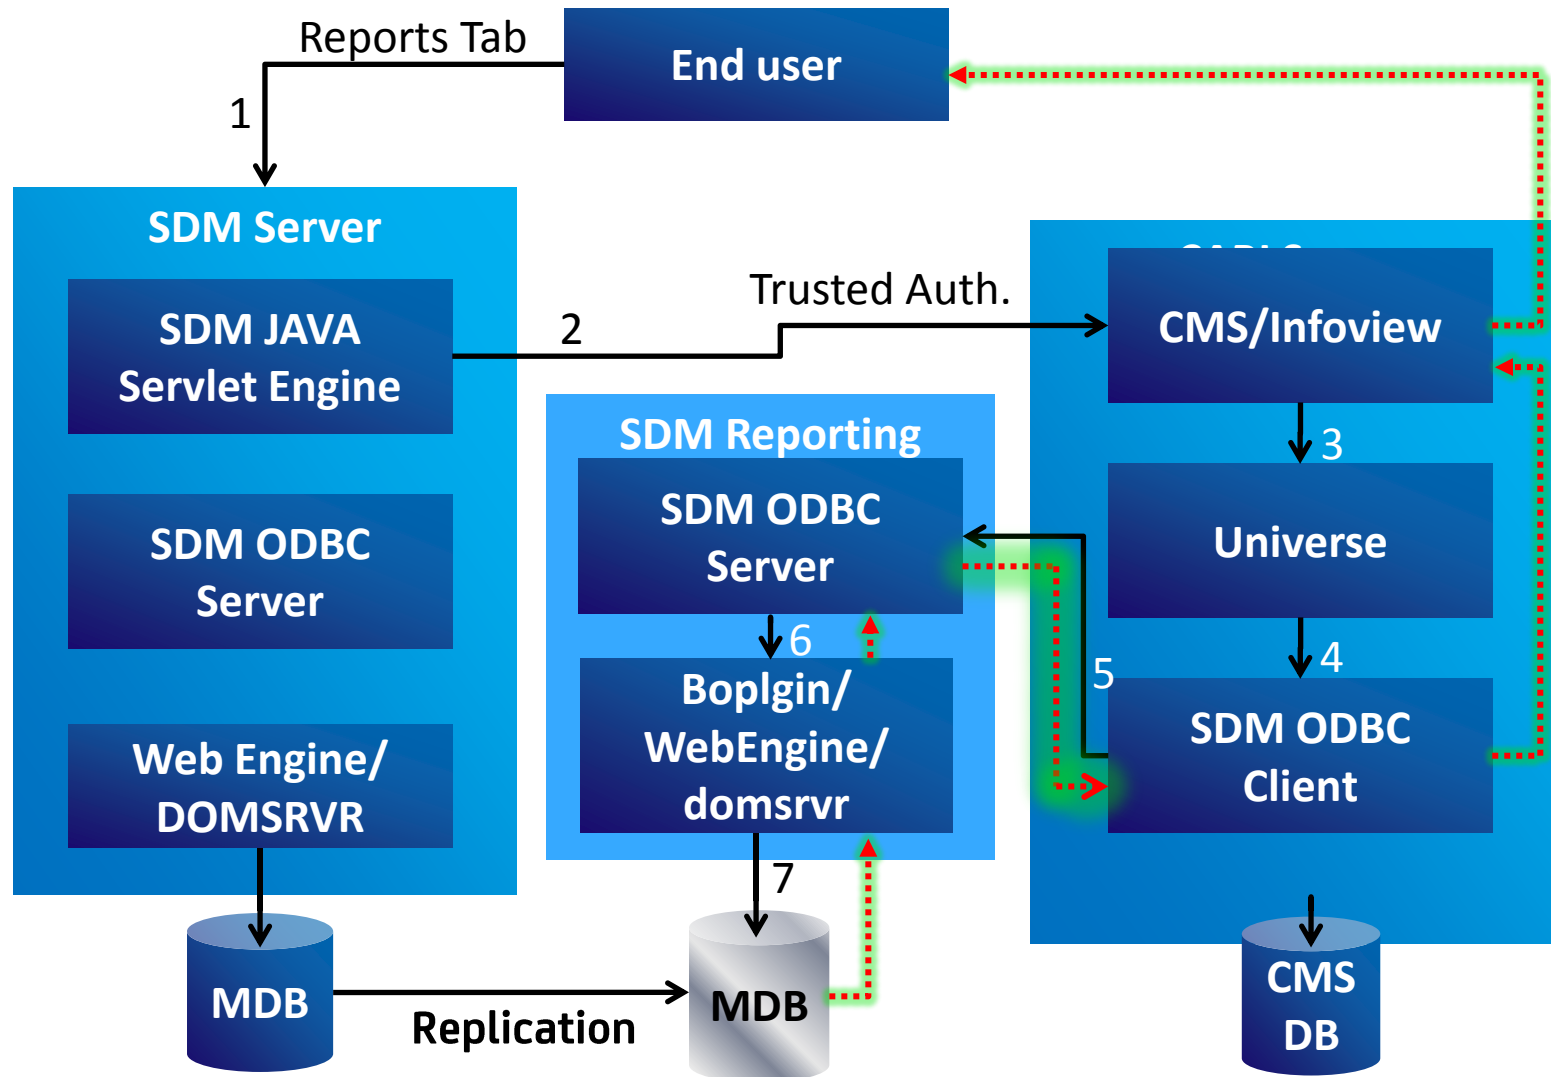 Reports Tab
End user
1
SDM Server
SDM JAVA
Servlet Engine
2
Trusted Auth.
CMS/Infoview
3
SDM Reporting
SDM ODBC
Server
SDM ODBC
Server
Universe
6
4
5
Boplgin/
WebEngine/
domsrvr
SDM ODBC
Client
Web Engine/
DOMSRVR
7
MDB
Replication
MDB
CMS
DB